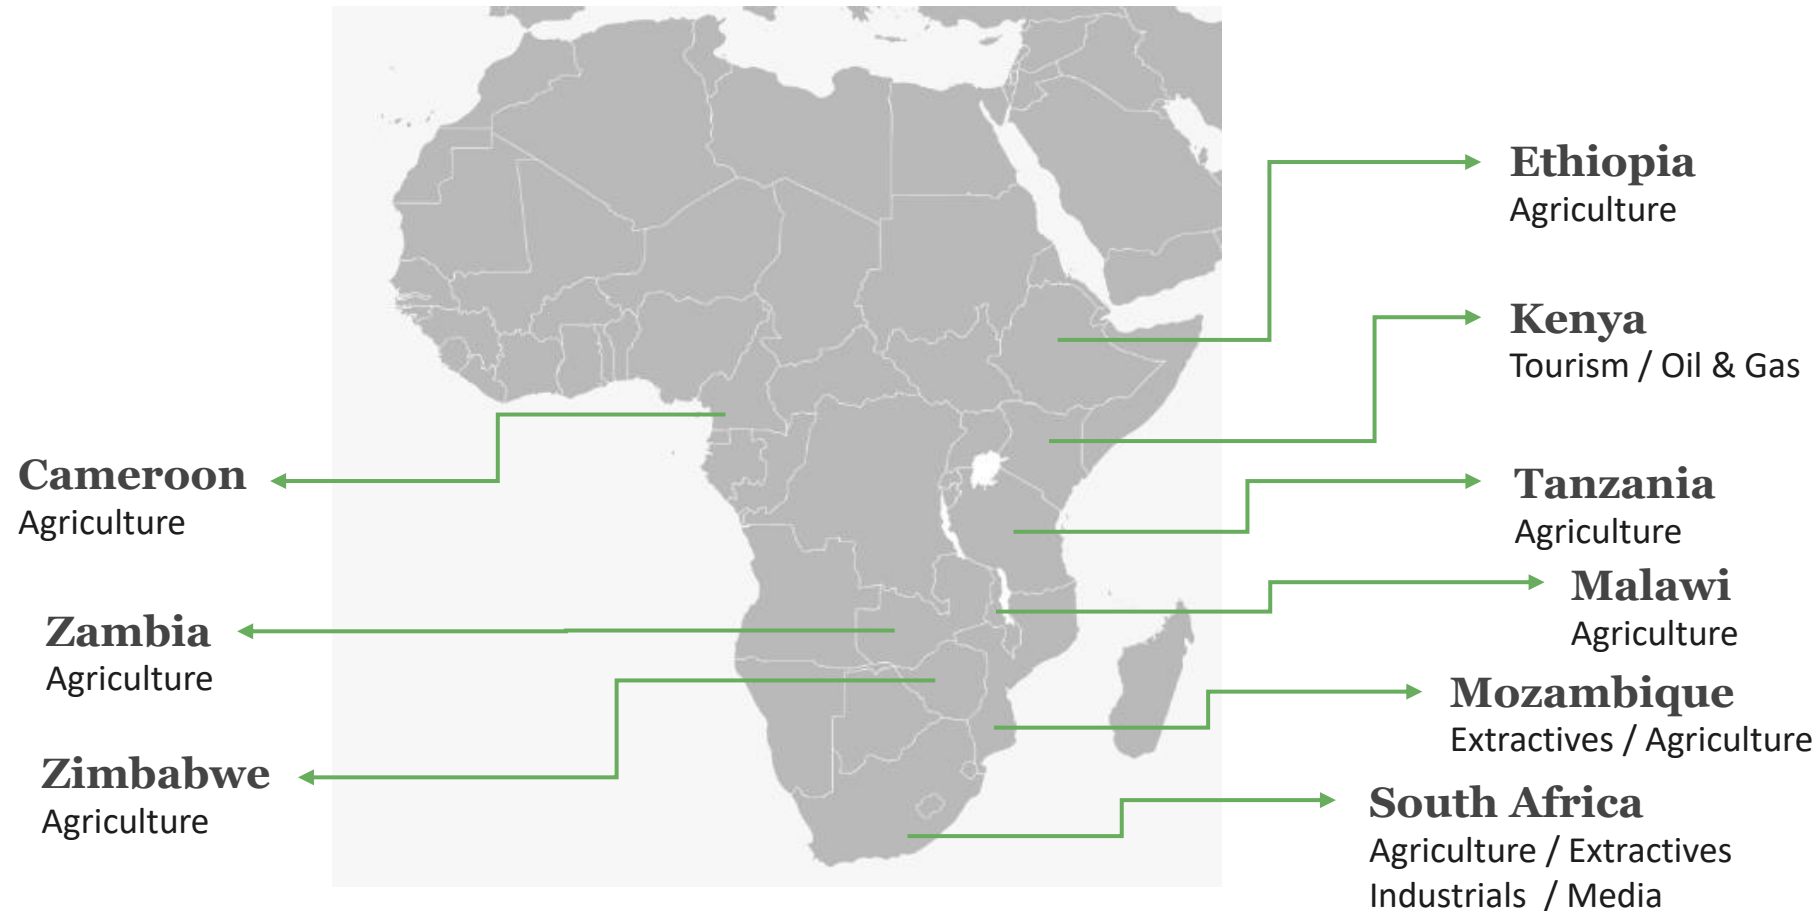 Ethiopia
Agriculture
Kenya
Tourism / Oil & Gas
Cameroon
Agriculture
Tanzania
Agriculture
Malawi
Agriculture
Zambia
Agriculture
Mozambique
Extractives / Agriculture
Zimbabwe
Agriculture
South Africa
Agriculture / Extractives
Industrials / Media